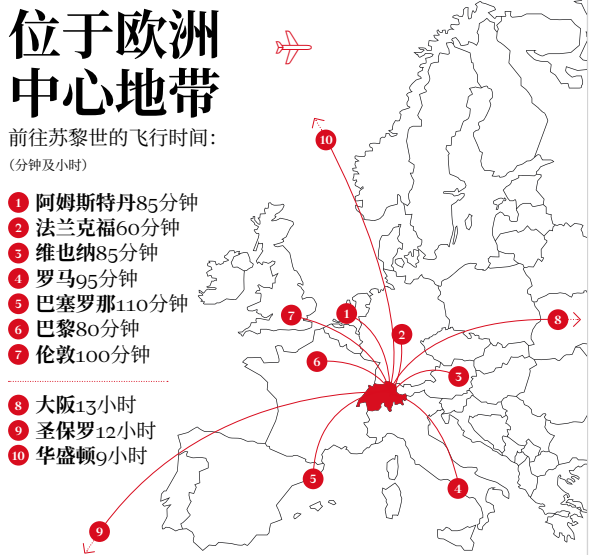 位于欧洲
中心地带
前往苏黎世的飞行时间：
（分钟及小时）
1 阿姆斯特丹85分钟
2 法兰克福60分钟
3 维也纳85分钟
4 罗马95分钟
5 巴塞罗那110分钟
6 巴黎80分钟
7 伦敦100分钟
8 大阪13小时
9 圣保罗12小时
10 华盛顿9小时
10
7
1
2
8
6
3
5
4
9